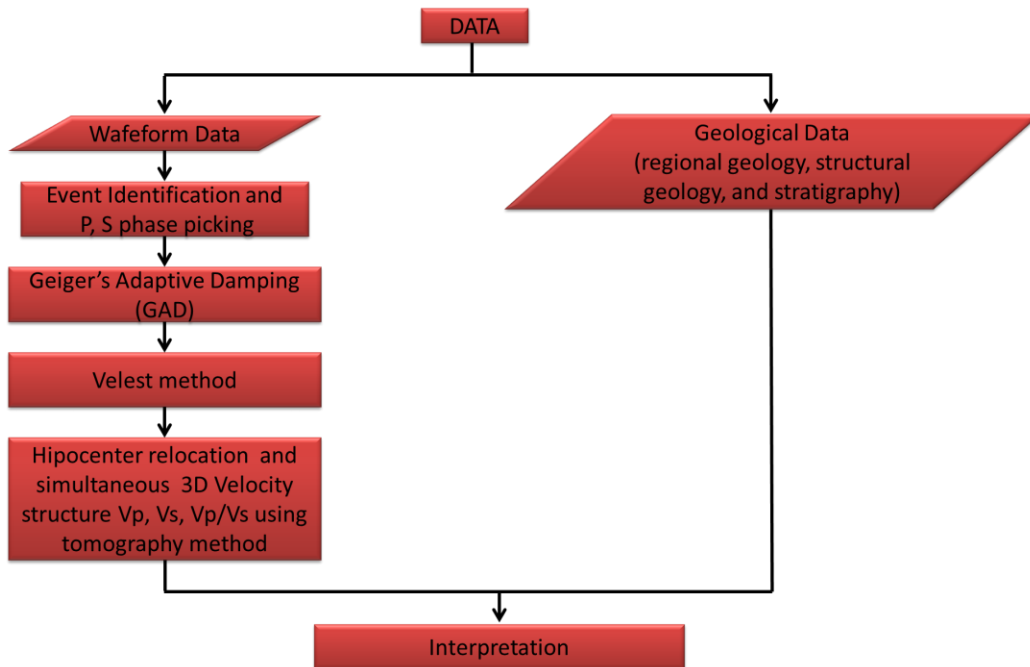 DATA
Wafeform Data
Geological Data
(regional geology, structural
geology, and stratigraphy)
Event Identification and
P, S phase picking
Geiger’s Adaptive Damping
(GAD)
Velest method
Hipocenter relocation and
simultaneous 3D Velocity
structure Vp, Vs, Vp/Vs using
tomography method
Interpretation